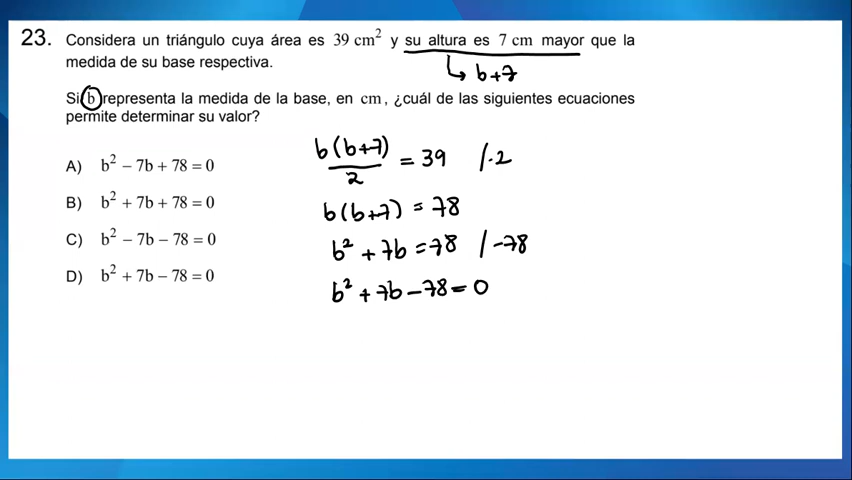 23. Considera un triángulo cuya área es 39 cm² y su altura es 7 cm mayor que la
medida de su base respectiva.
↳ b+7
Si b representa la medida de la base, en cm, ¿cuál de las siguientes ecuaciones
permite determinar su valor?
A) b² − 7b + 78 = 0
B) b² + 7b + 78 = 0
C) b² − 7b − 78 = 0
D) b² + 7b − 78 = 0
b(b+7)/2 = 39 /·2
b(b+7) = 78
b² + 7b = 78 /−78
b² + 7b − 78 = 0